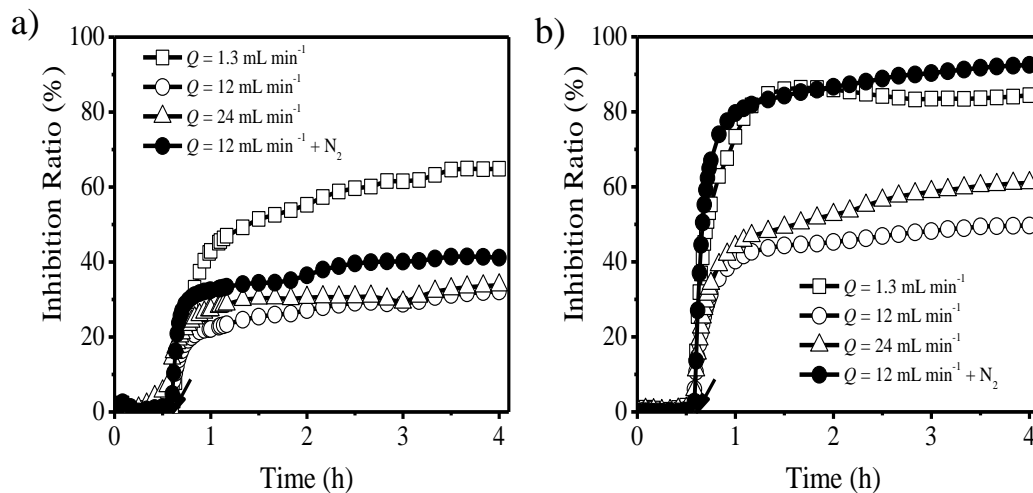 a)
100
80
60
40
20
0
Inhibition Ratio (%)
Q = 1.3 mL min⁻¹
Q = 12 mL min⁻¹
Q = 24 mL min⁻¹
Q = 12 mL min⁻¹ + N₂
0 1 2 3 4
Time (h)
b)
100
80
60
40
20
0
Inhibition Ratio (%)
Q = 1.3 mL min⁻¹
Q = 12 mL min⁻¹
Q = 24 mL min⁻¹
Q = 12 mL min⁻¹ + N₂
0 1 2 3 4
Time (h)